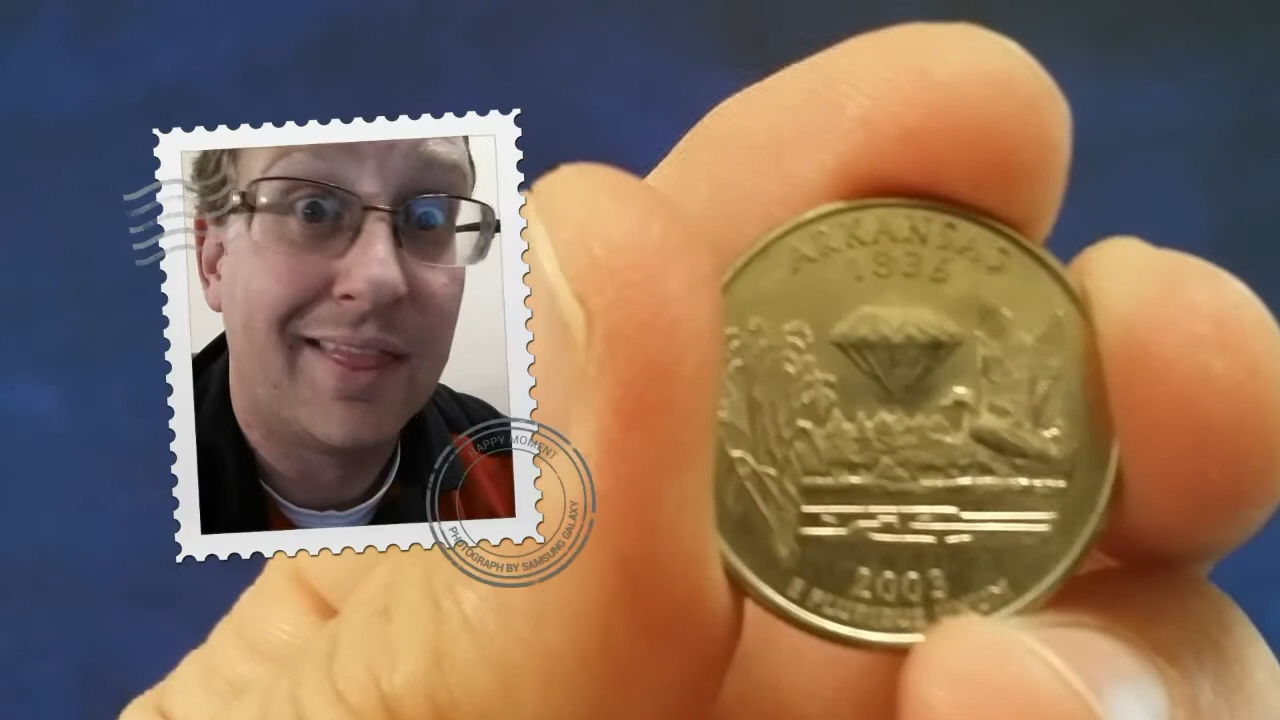 HAPPY MOMENT
PHOTOGRAPH BY SAMSUNG GALAXY
ARKANSAS
1836
2003
E PLURIBUS UNUM